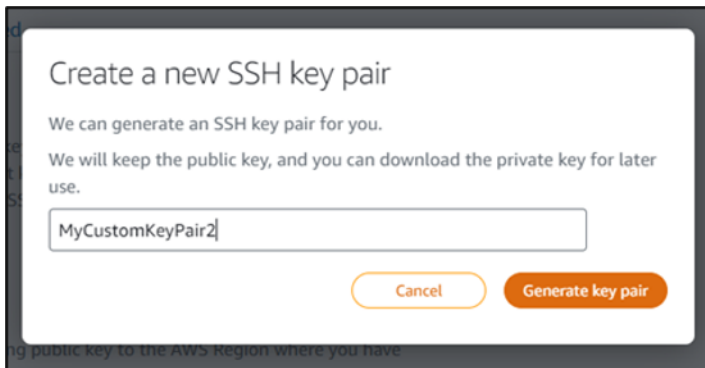 ed
Create a new SSH key pair
We can generate an SSH key pair for you.
We will keep the public key, and you can download the private key for later
use.
MyCustomKeyPair2
Cancel
Generate key pair
ng public key to the AWS Region where you have